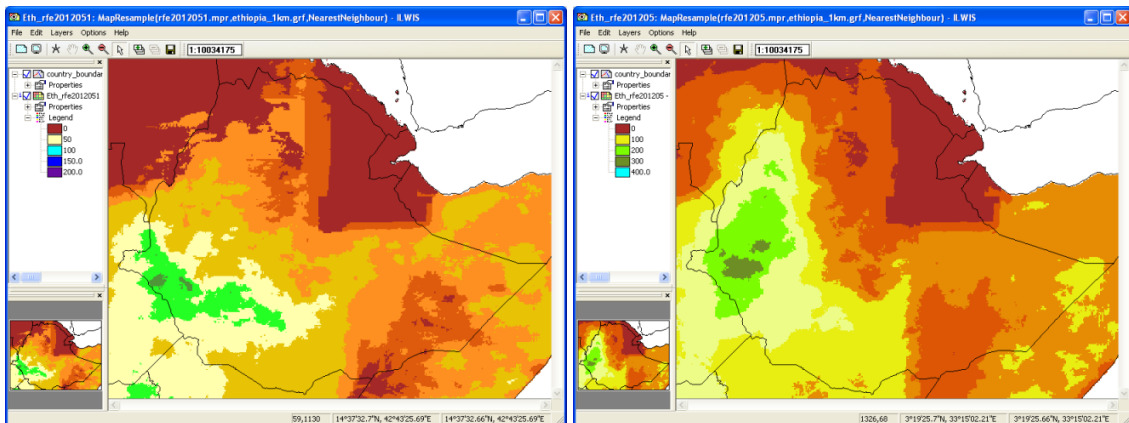 Eth_rfe2012051: MapResample(rfe2012051.mpr,ethiopia_1km.grf,NearestNeighbour) - ILWIS
File Edit Layers Options Help
1:10034175
country_boundar
Properties
Eth_rfe2012051
Properties
Legend
0
50
100
150.0
200.0
59,1130 14°37'32.7"N, 42°43'25.69"E 14°37'32.66"N, 42°43'25.69"E
Eth_rfe201205: MapResample(rfe201205.mpr,ethiopia_1km.grf,NearestNeighbour) - ILWIS
File Edit Layers Options Help
1:10034175
country_boundar
Properties
Eth_rfe201205 -
Properties
Legend
0
100
200
300
400.0
1326,68 3°19'25.7"N, 33°15'02.21"E 3°19'25.66"N, 33°15'02.21"E